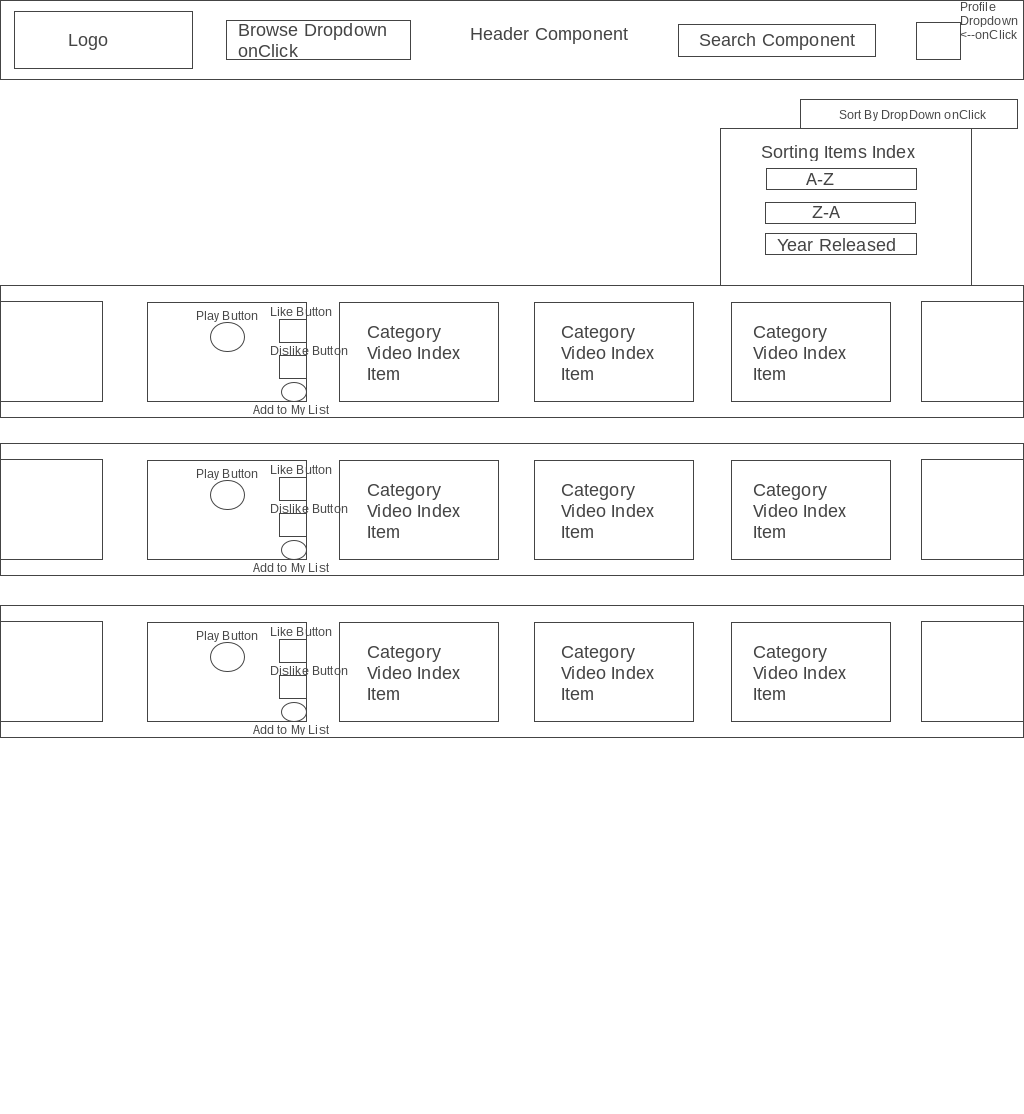 Logo
Browse Dropdown
onClick
Header Component
Search Component
Profile
Dropdown
<--onClick
Sort By DropDown onClick
Sorting Items Index
A-Z
Z-A
Year Released
Play Button
Like Button
Dislike Button
Add to My List
Category
Video Index
Item
Category
Video Index
Item
Category
Video Index
Item
Play Button
Like Button
Dislike Button
Add to My List
Category
Video Index
Item
Category
Video Index
Item
Category
Video Index
Item
Play Button
Like Button
Dislike Button
Add to My List
Category
Video Index
Item
Category
Video Index
Item
Category
Video Index
Item